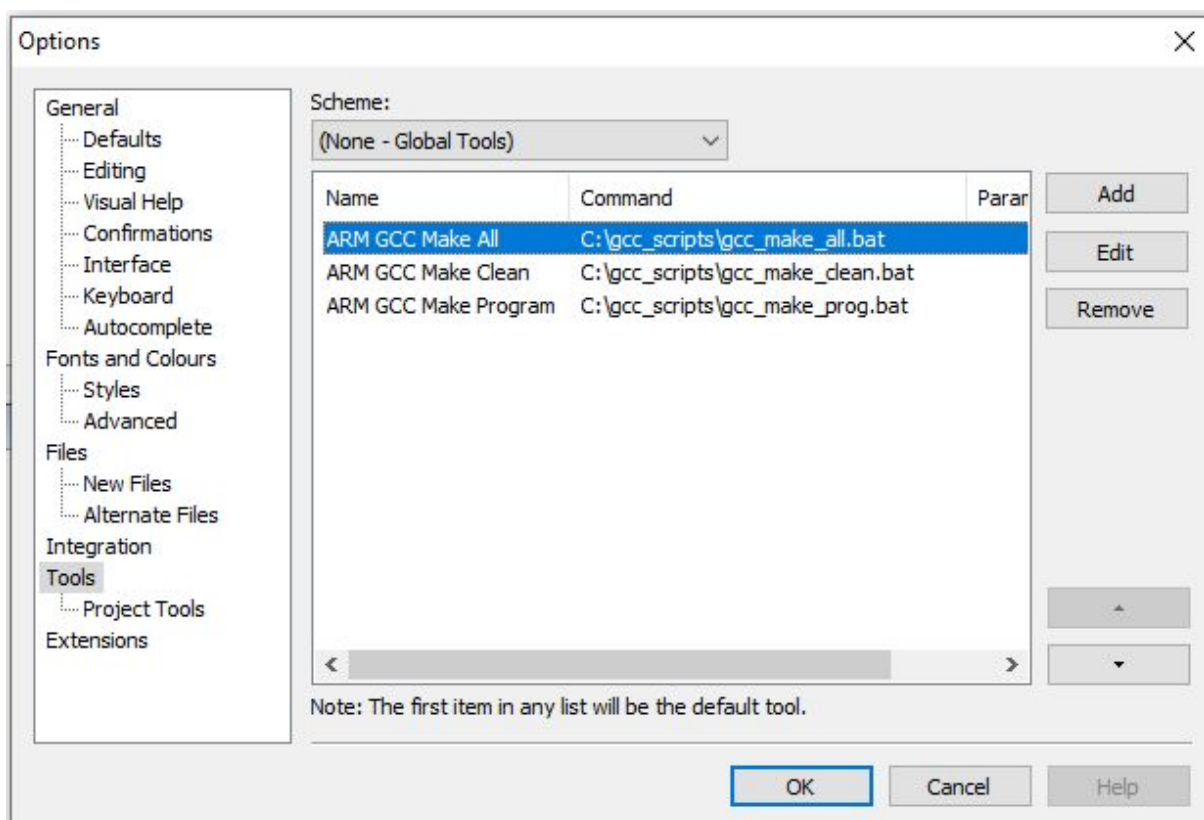 Options
General
Defaults
Editing
Visual Help
Confirmations
Interface
Keyboard
Autocomplete
Fonts and Colours
Styles
Advanced
Files
New Files
Alternate Files
Integration
Tools
Project Tools
Extensions
Scheme:
(None - Global Tools)
Name Command Parar
ARM GCC Make All C:\gcc_scripts\gcc_make_all.bat
ARM GCC Make Clean C:\gcc_scripts\gcc_make_clean.bat
ARM GCC Make Program C:\gcc_scripts\gcc_make_prog.bat
Add
Edit
Remove
Note: The first item in any list will be the default tool.
OK Cancel Help